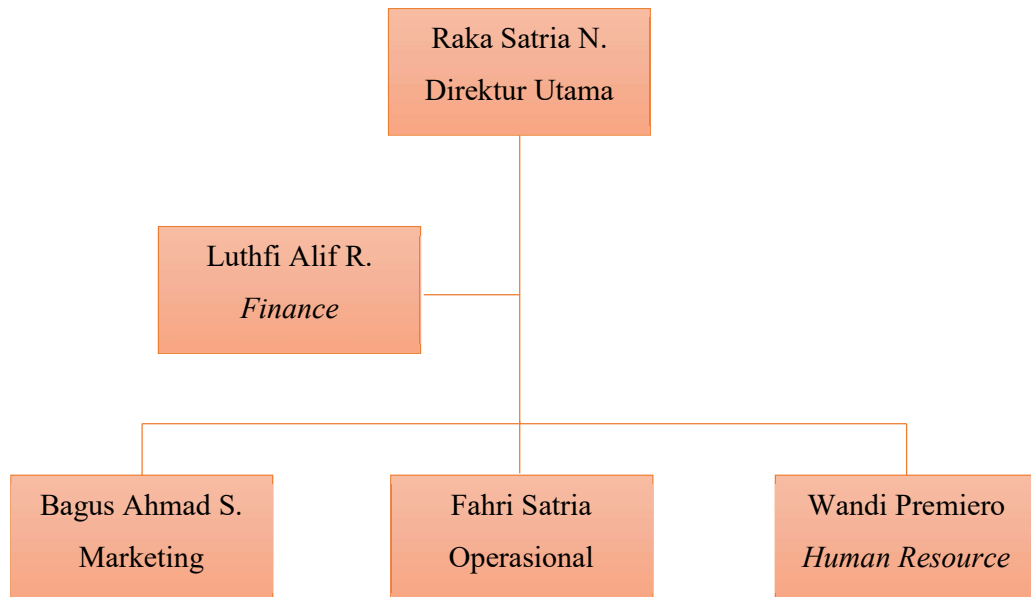 Raka Satria N.
Direktur Utama
Luthfi Alif R.
Finance
Bagus Ahmad S.
Marketing
Fahri Satria
Operasional
Wandi Premiero
Human Resource